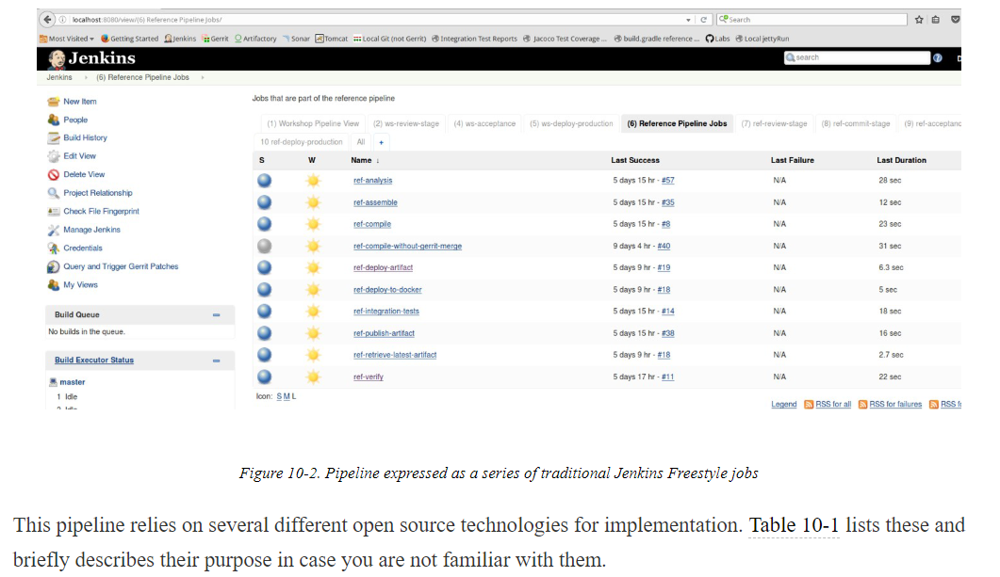 localhost:8080/view/(6) Reference Pipeline Jobs/ Search
Most Visited Getting Started Jenkins Gerrit Artifactory Sonar Tomcat Local Git (not Gerrit) Integration Test Reports Jacoco Test Coverage ... build.gradle reference ... Labs Local jettyRun
Jenkins search
Jenkins (6) Reference Pipeline Jobs
New Item
People
Build History
Edit View
Delete View
Project Relationship
Check File Fingerprint
Manage Jenkins
Credentials
Query and Trigger Gerrit Patches
My Views
Build Queue
No builds in the queue.
Build Executor Status
master
1 Idle
2 Idle
Jobs that are part of the reference pipeline
(1) Workshop Pipeline View (2) ws-review-stage (4) ws-acceptance (5) ws-deploy-production (6) Reference Pipeline Jobs (7) ref-review-stage (8) ref-commit-stage (9) ref-acceptanc
10 ref-deploy-production All +
S W Name ↓ Last Success Last Failure Last Duration
ref-analysis 5 days 15 hr - #57 N/A 28 sec
ref-assemble 5 days 15 hr - #35 N/A 12 sec
ref-compile 5 days 15 hr - #8 N/A 23 sec
ref-compile-without-gerrit-merge 9 days 4 hr - #40 N/A 31 sec
ref-deploy-artifact 5 days 9 hr - #19 N/A 6.3 sec
ref-deploy-to-docker 5 days 9 hr - #18 N/A 5 sec
ref-integration-tests 5 days 15 hr - #14 N/A 18 sec
ref-publish-artifact 5 days 15 hr - #38 N/A 16 sec
ref-retrieve-latest-artifact 5 days 9 hr - #18 N/A 2.7 sec
ref-verify 5 days 17 hr - #11 N/A 22 sec
Icon: S M L
Legend RSS for all RSS for failures RSS
Figure 10-2. Pipeline expressed as a series of traditional Jenkins Freestyle jobs
This pipeline relies on several different open source technologies for implementation. Table 10-1 lists these and
briefly describes their purpose in case you are not familiar with them.